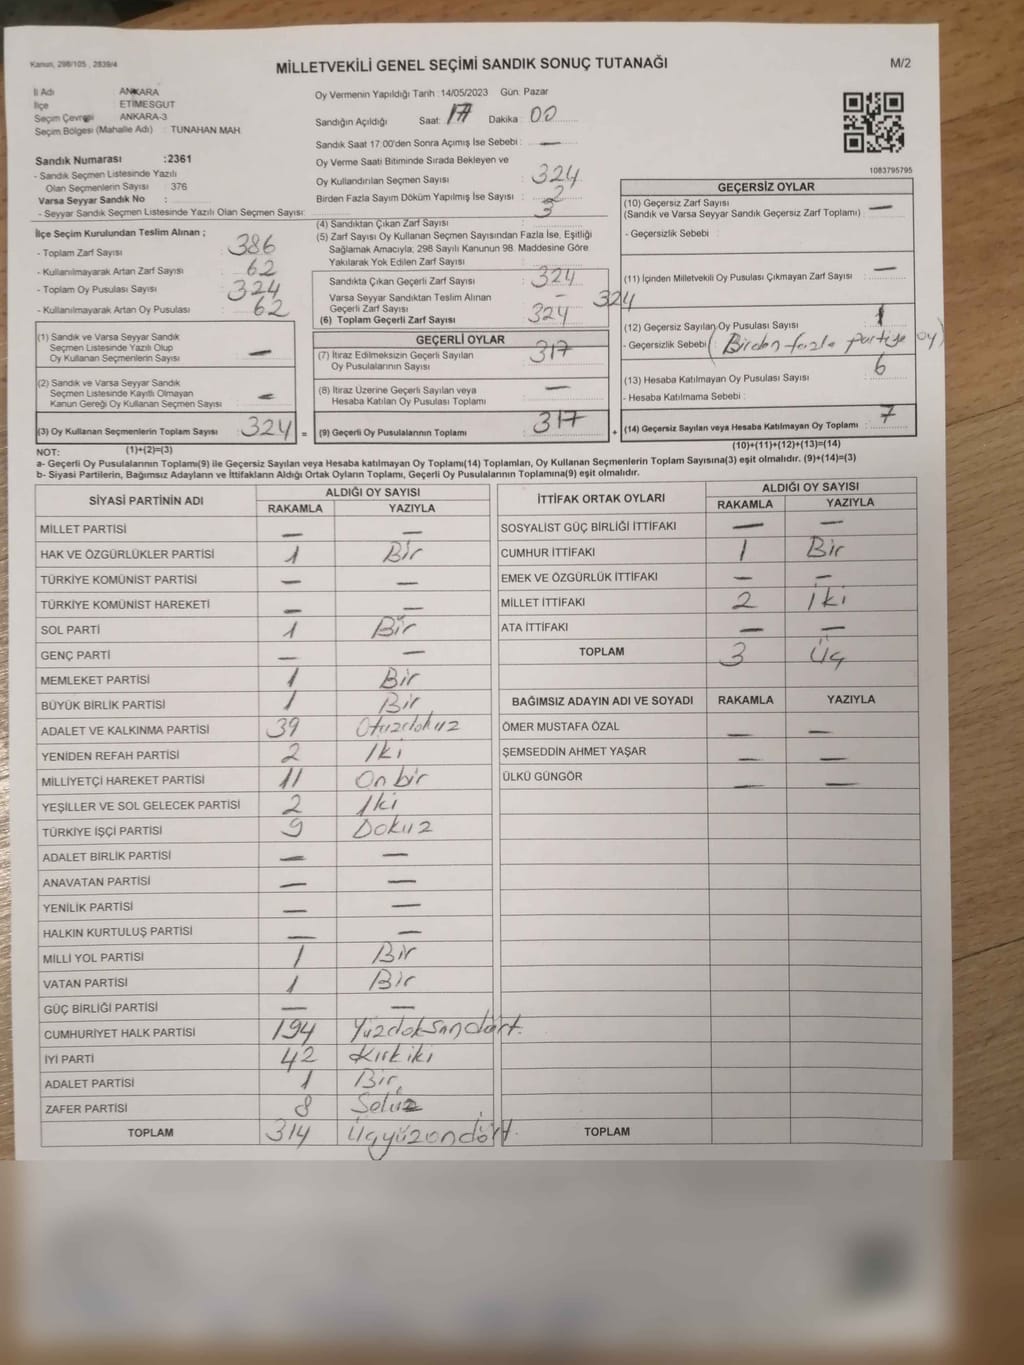 Kanun, 298/105 , 2839/4
MİLLETVEKİLİ GENEL SEÇİMİ SANDIK SONUÇ TUTANAĞI
M/2
İl Adı : ANKARA
İlçe : ETİMESGUT
Seçim Çevresi : ANKARA-3
Seçim Bölgesi (Mahalle Adı) : TUNAHAN MAH.
Sandık Numarası :2361
- Sandık Seçmen Listesinde Yazılı
Olan Seçmenlerin Sayısı : 376
Varsa Seyyar Sandık No :
- Seyyar Sandık Seçmen Listesinde Yazılı Olan Seçmen Sayısı:
İlçe Seçim Kurulundan Teslim Alınan ;
- Toplam Zarf Sayısı : 386
- Kullanılmayarak Artan Zarf Sayısı : 62
- Toplam Oy Pusulası Sayısı : 324
- Kullanılmayarak Artan Oy Pusulası : 62
(1) Sandık ve Varsa Seyyar Sandık
Seçmen Listesinde Yazılı Olup
Oy Kullanan Seçmenlerin Sayısı : —
(2) Sandık ve Varsa Seyyar Sandık
Seçmen Listesinde Kayıtlı Olmayan
Kanun Gereği Oy Kullanan Seçmen Sayısı : —
(3) Oy Kullanan Seçmenlerin Toplam Sayısı : 324 =
(1)+(2)=(3)
Oy Vermenin Yapıldığı Tarih :14/05/2023 Gün: Pazar
Sandığın Açıldığı Saat: 17 Dakika : 00
Sandık Saat 17.00'den Sonra Açımış İse Sebebi : —
Oy Verme Saati Bitiminde Sırada Bekleyen ve
Oy Kullandırılan Seçmen Sayısı : 324
Birden Fazla Sayım Döküm Yapılmış İse Sayısı : 2
3
(4) Sandıktan Çıkan Zarf Sayısı :
(5) Zarf Sayısı Oy Kullanan Seçmen Sayısından Fazla İse, Eşitliği
Sağlamak Amacıyla, 298 Sayılı Kanunun 98. Maddesine Göre
Yakılarak Yok Edilen Zarf Sayısı :
Sandıkta Çıkan Geçerli Zarf Sayısı : 324
Varsa Seyyar Sandıktan Teslim Alınan
Geçerli Zarf Sayısı : – 324
(6) Toplam Geçerli Zarf Sayısı : 324
GEÇERLİ OYLAR
(7) İtiraz Edilmeksizin Geçerli Sayılan
Oy Pusulalarının Sayısı : 317
(8) İtiraz Üzerine Geçerli Sayılan veya
Hesaba Katılan Oy Pusulası Toplamı : —
(9) Geçerli Oy Pusulalarının Toplamı : 317 +
1083795795
GEÇERSİZ OYLAR
(10) Geçersiz Zarf Sayısı
(Sandık ve Varsa Seyyar Sandık Geçersiz Zarf Toplamı) : —
- Geçersizlik Sebebi :
(11) İçinden Milletvekili Oy Pusulası Çıkmayan Zarf Sayısı : —
(12) Geçersiz Sayılan Oy Pusulası Sayısı : 1
- Geçersizlik Sebebi : (Birden fazla partiye oy)
(13) Hesaba Katılmayan Oy Pusulası Sayısı : 6
- Hesaba Katılmama Sebebi :
(14) Geçersiz Sayılan veya Hesaba Katılmayan Oy Toplamı : 7
(10)+(11)+(12)+(13)=(14)
NOT:
a- Geçerli Oy Pusulalarının Toplamı(9) ile Geçersiz Sayılan veya Hesaba katılmayan Oy Toplamı(14) Toplamları, Oy Kullanan Seçmenlerin Toplam Sayısına(3) eşit olmalıdır. (9)+(14)=(3)
b- Siyasi Partilerin, Bağımsız Adayların ve İttifakların Aldığı Ortak Oyların Toplamı, Geçerli Oy Pusulalarının Toplamına(9) eşit olmalıdır.
SİYASİ PARTİNİN ADI ALDIĞI OY SAYISI
RAKAMLA YAZIYLA
MİLLET PARTİSİ — —
HAK VE ÖZGÜRLÜKLER PARTİSİ 1 Bir
TÜRKİYE KOMÜNİST PARTİSİ — —
TÜRKİYE KOMÜNİST HAREKETİ — —
SOL PARTİ 1 Bir
GENÇ PARTİ — —
MEMLEKET PARTİSİ 1 Bir
BÜYÜK BİRLİK PARTİSİ 1 Bir
ADALET VE KALKINMA PARTİSİ 39 Otuzdokuz
YENİDEN REFAH PARTİSİ 2 İki
MİLLİYETÇİ HAREKET PARTİSİ 11 On bir
YEŞİLLER VE SOL GELECEK PARTİSİ 2 İki
TÜRKİYE İŞÇİ PARTİSİ 9 Dokuz
ADALET BİRLİK PARTİSİ — —
ANAVATAN PARTİSİ — —
YENİLİK PARTİSİ — —
HALKIN KURTULUŞ PARTİSİ — —
MİLLİ YOL PARTİSİ 1 Bir
VATAN PARTİSİ 1 Bir
GÜÇ BİRLİĞİ PARTİSİ — —
CUMHURİYET HALK PARTİSİ 194 Yüzdoksandört.
İYİ PARTİ 42 Kırkiki
ADALET PARTİSİ 1 Bir
ZAFER PARTİSİ 8
TOPLAM 314 Üçyüzondört.
İTTİFAK ORTAK OYLARI ALDIĞI OY SAYISI
RAKAMLA YAZIYLA
SOSYALİST GÜÇ BİRLİĞİ İTTİFAKI — —
CUMHUR İTTİFAKI 1 Bir
EMEK VE ÖZGÜRLÜK İTTİFAKI — —
MİLLET İTTİFAKI 2 İki
ATA İTTİFAKI — —
TOPLAM 3 Üç
BAĞIMSIZ ADAYIN ADI VE SOYADI RAKAMLA YAZIYLA
ÖMER MUSTAFA ÖZAL — —
ŞEMSEDDİN AHMET YAŞAR — —
ÜLKÜ GÜNGÖR — —
TOPLAM